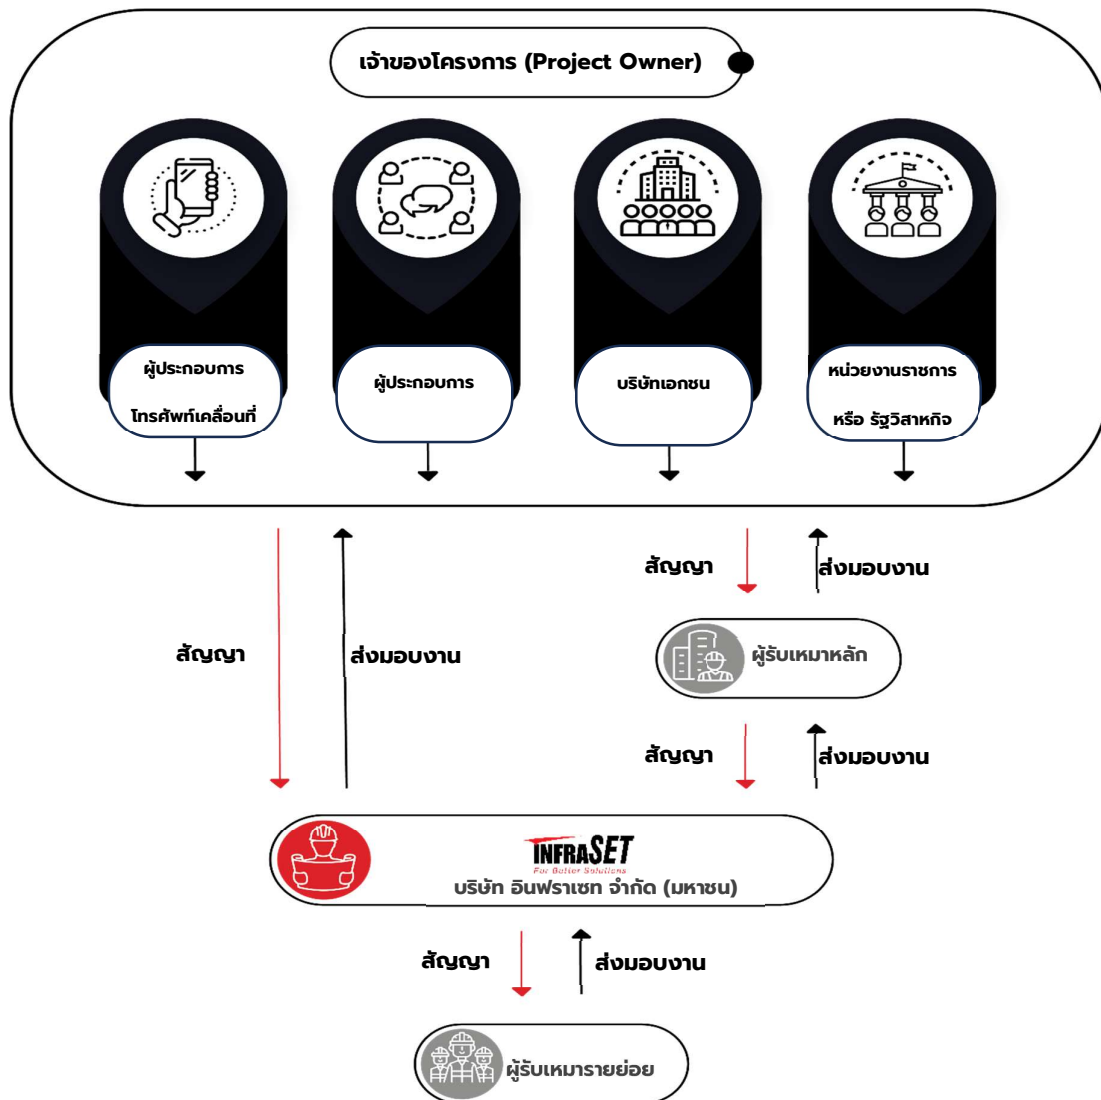 เจ้าของโครงการ (Project Owner)
ผู้ประกอบการ
โทรศัพท์เคลื่อนที่
ผู้ประกอบการ
บริษัทเอกชน
หน่วยงานราชการ
หรือ รัฐวิสาหกิจ
สัญญา
ส่งมอบงาน
สัญญา
ส่งมอบงาน
ผู้รับเหมาหลัก
สัญญา
ส่งมอบงาน
INFRASET
For Better Solutions
บริษัท อินฟราเซท จำกัด (มหาชน)
สัญญา
ส่งมอบงาน
ผู้รับเหมารายย่อย